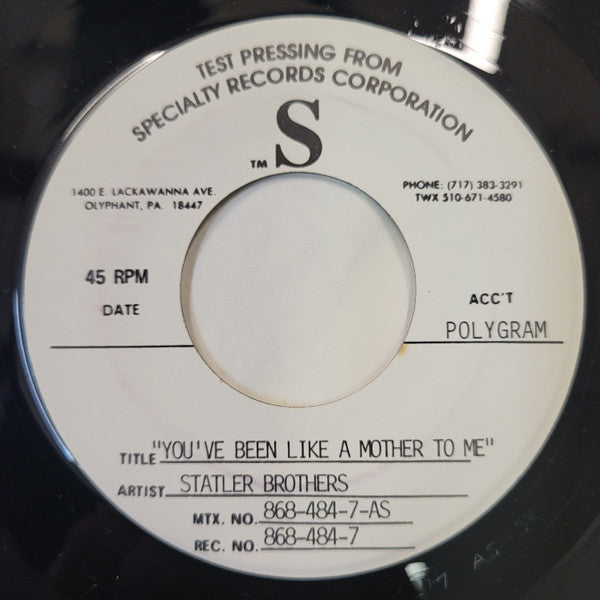 TEST PRESSING FROM
SPECIALTY RECORDS CORPORATION
TM S
1400 E. LACKAWANNA AVE.
OLYPHANT, PA. 18447
PHONE: (717) 383-3291
TWX 510-671-4580
45 RPM
DATE
ACC'T
POLYGRAM
TITLE "YOU'VE BEEN LIKE A MOTHER TO ME"
ARTIST STATLER BROTHERS
MTX. NO. 868-484-7-AS
REC. NO. 868-484-7